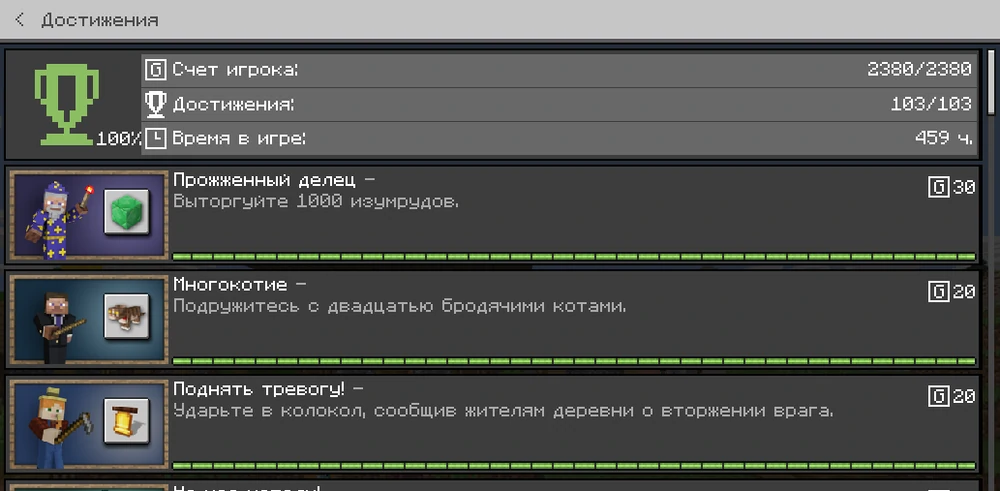 Достижения
Счет игрока: 2380/2380
Достижения: 103/103
100% Время в игре: 459 ч.
Прожженный делец – G 30
Выторгуйте 1000 изумрудов.
Многокотие – G 20
Подружитесь с двадцатью бродячими котами.
Поднять тревогу! – G 20
Ударьте в колокол, сообщив жителям деревни о вторжении врага.